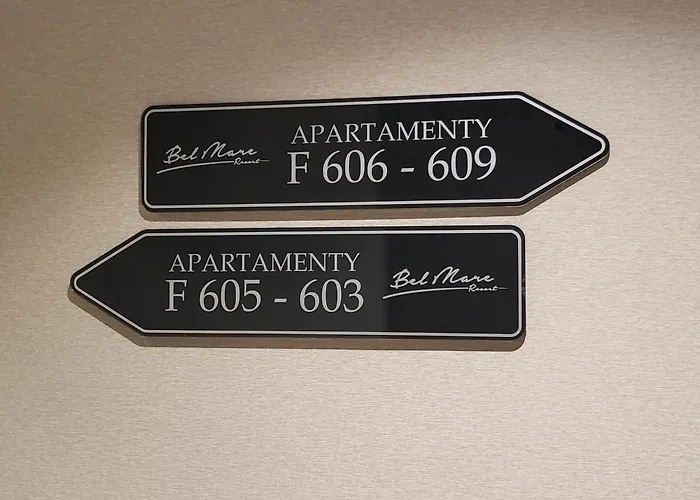 Bel Mare
Resort
APARTAMENTY
F 606 - 609
APARTAMENTY
F 605 - 603
Bel Mare
Resort